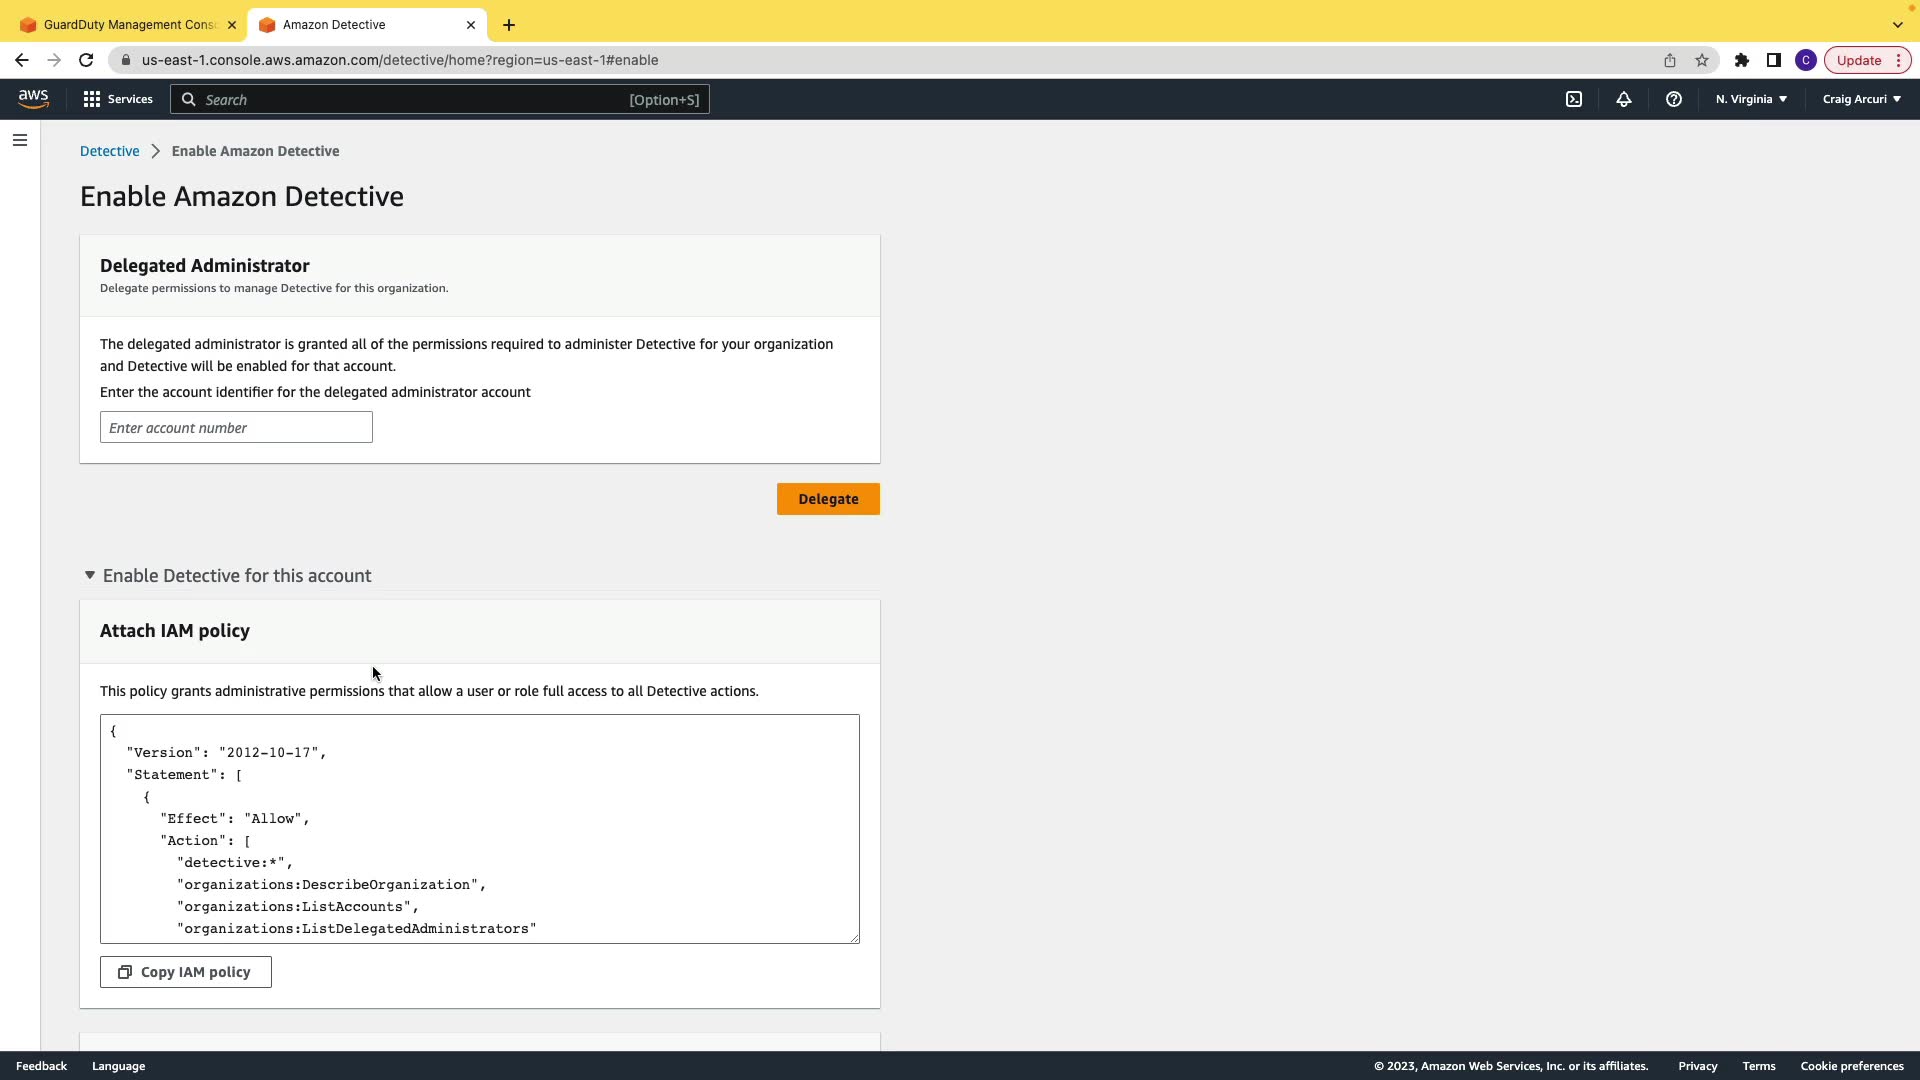 GuardDuty Management Cons
Amazon Detective
us-east-1.console.aws.amazon.com/detective/home?region=us-east-1#enable
C
Update
aws
Services
Search
[Option+S]
N. Virginia
Craig Arcuri
Detective
Enable Amazon Detective
Enable Amazon Detective
Delegated Administrator
Delegate permissions to manage Detective for this organization.
The delegated administrator is granted all of the permissions required to administer Detective for your organization
and Detective will be enabled for that account.
Enter the account identifier for the delegated administrator account
Enter account number
Delegate
Enable Detective for this account
Attach IAM policy
This policy grants administrative permissions that allow a user or role full access to all Detective actions.
{
"Version": "2012-10-17",
"Statement": [
{
"Effect": "Allow",
"Action": [
"detective:*",
"organizations:DescribeOrganization",
"organizations:ListAccounts",
"organizations:ListDelegatedAdministrators"
Copy IAM policy
Feedback
Language
© 2023, Amazon Web Services, Inc. or its affiliates.
Privacy
Terms
Cookie preferences